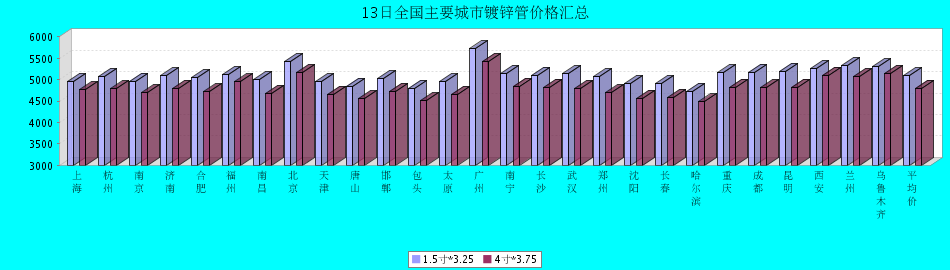 13日全国主要城市镀锌管价格汇总
6000
5500
5000
4500
4000
3500
3000
上海 杭州 南京 济南 合肥 福州 南昌 北京 天津 唐山 邯郸 包头 太原 广州 南宁 长沙 武汉 郑州 沈阳 长春 哈尔滨 重庆 成都 昆明 西安 兰州 乌鲁木齐 平均价
1.5寸*3.25 4寸*3.75